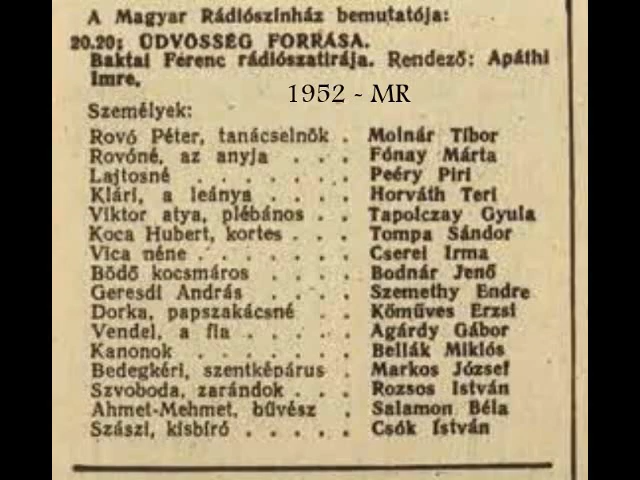 A Magyar Rádiószínház bemutatója:
20.20: ÜDVÖSSÉG FORRÁSA.
Baktai Ferenc rádiószatirája. Rendező: Apáthi
Imre.
1952 - MR
Személyek:
Rovó Péter, tanácselnök . Molnár Tibor
Rovóné, az anyja . . . Fónay Márta
Lajtosné . . . . . . . Peéry Piri
Klári, a leánya . . . . Horváth Teri
Viktor atya, plébános . . Tapolczay Gyula
Koca Hubert, kortes . . . Tompa Sándor
Vica néne . . . . . . . Cserei Irma
Bödő kocsmáros . . . . Bodnár Jenő
Geresdi András . . . . Szemethy Endre
Dorka, papszakácsné . . Kőműves Erzsi
Vendel, a fia . . . . . Agárdy Gábor
Kanonok . . . . . . . Bellák Miklós
Bedegkéri, szentképárus . Markos József
Szvoboda, zarándok . . . Rozsos István
Ahmet-Mehmet, bűvész . Salamon Béla
Szászi, kisbíró . . . . . Csók István